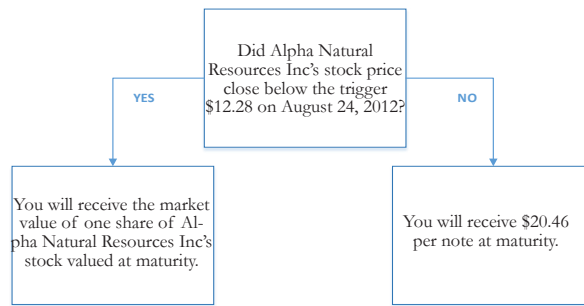 Did Alpha Natural
Resources Inc's stock price
close below the trigger
$12.28 on August 24, 2012?
YES
NO
You will receive the market
value of one share of Al-
pha Natural Resources Inc's
stock valued at maturity.
You will receive $20.46
per note at maturity.